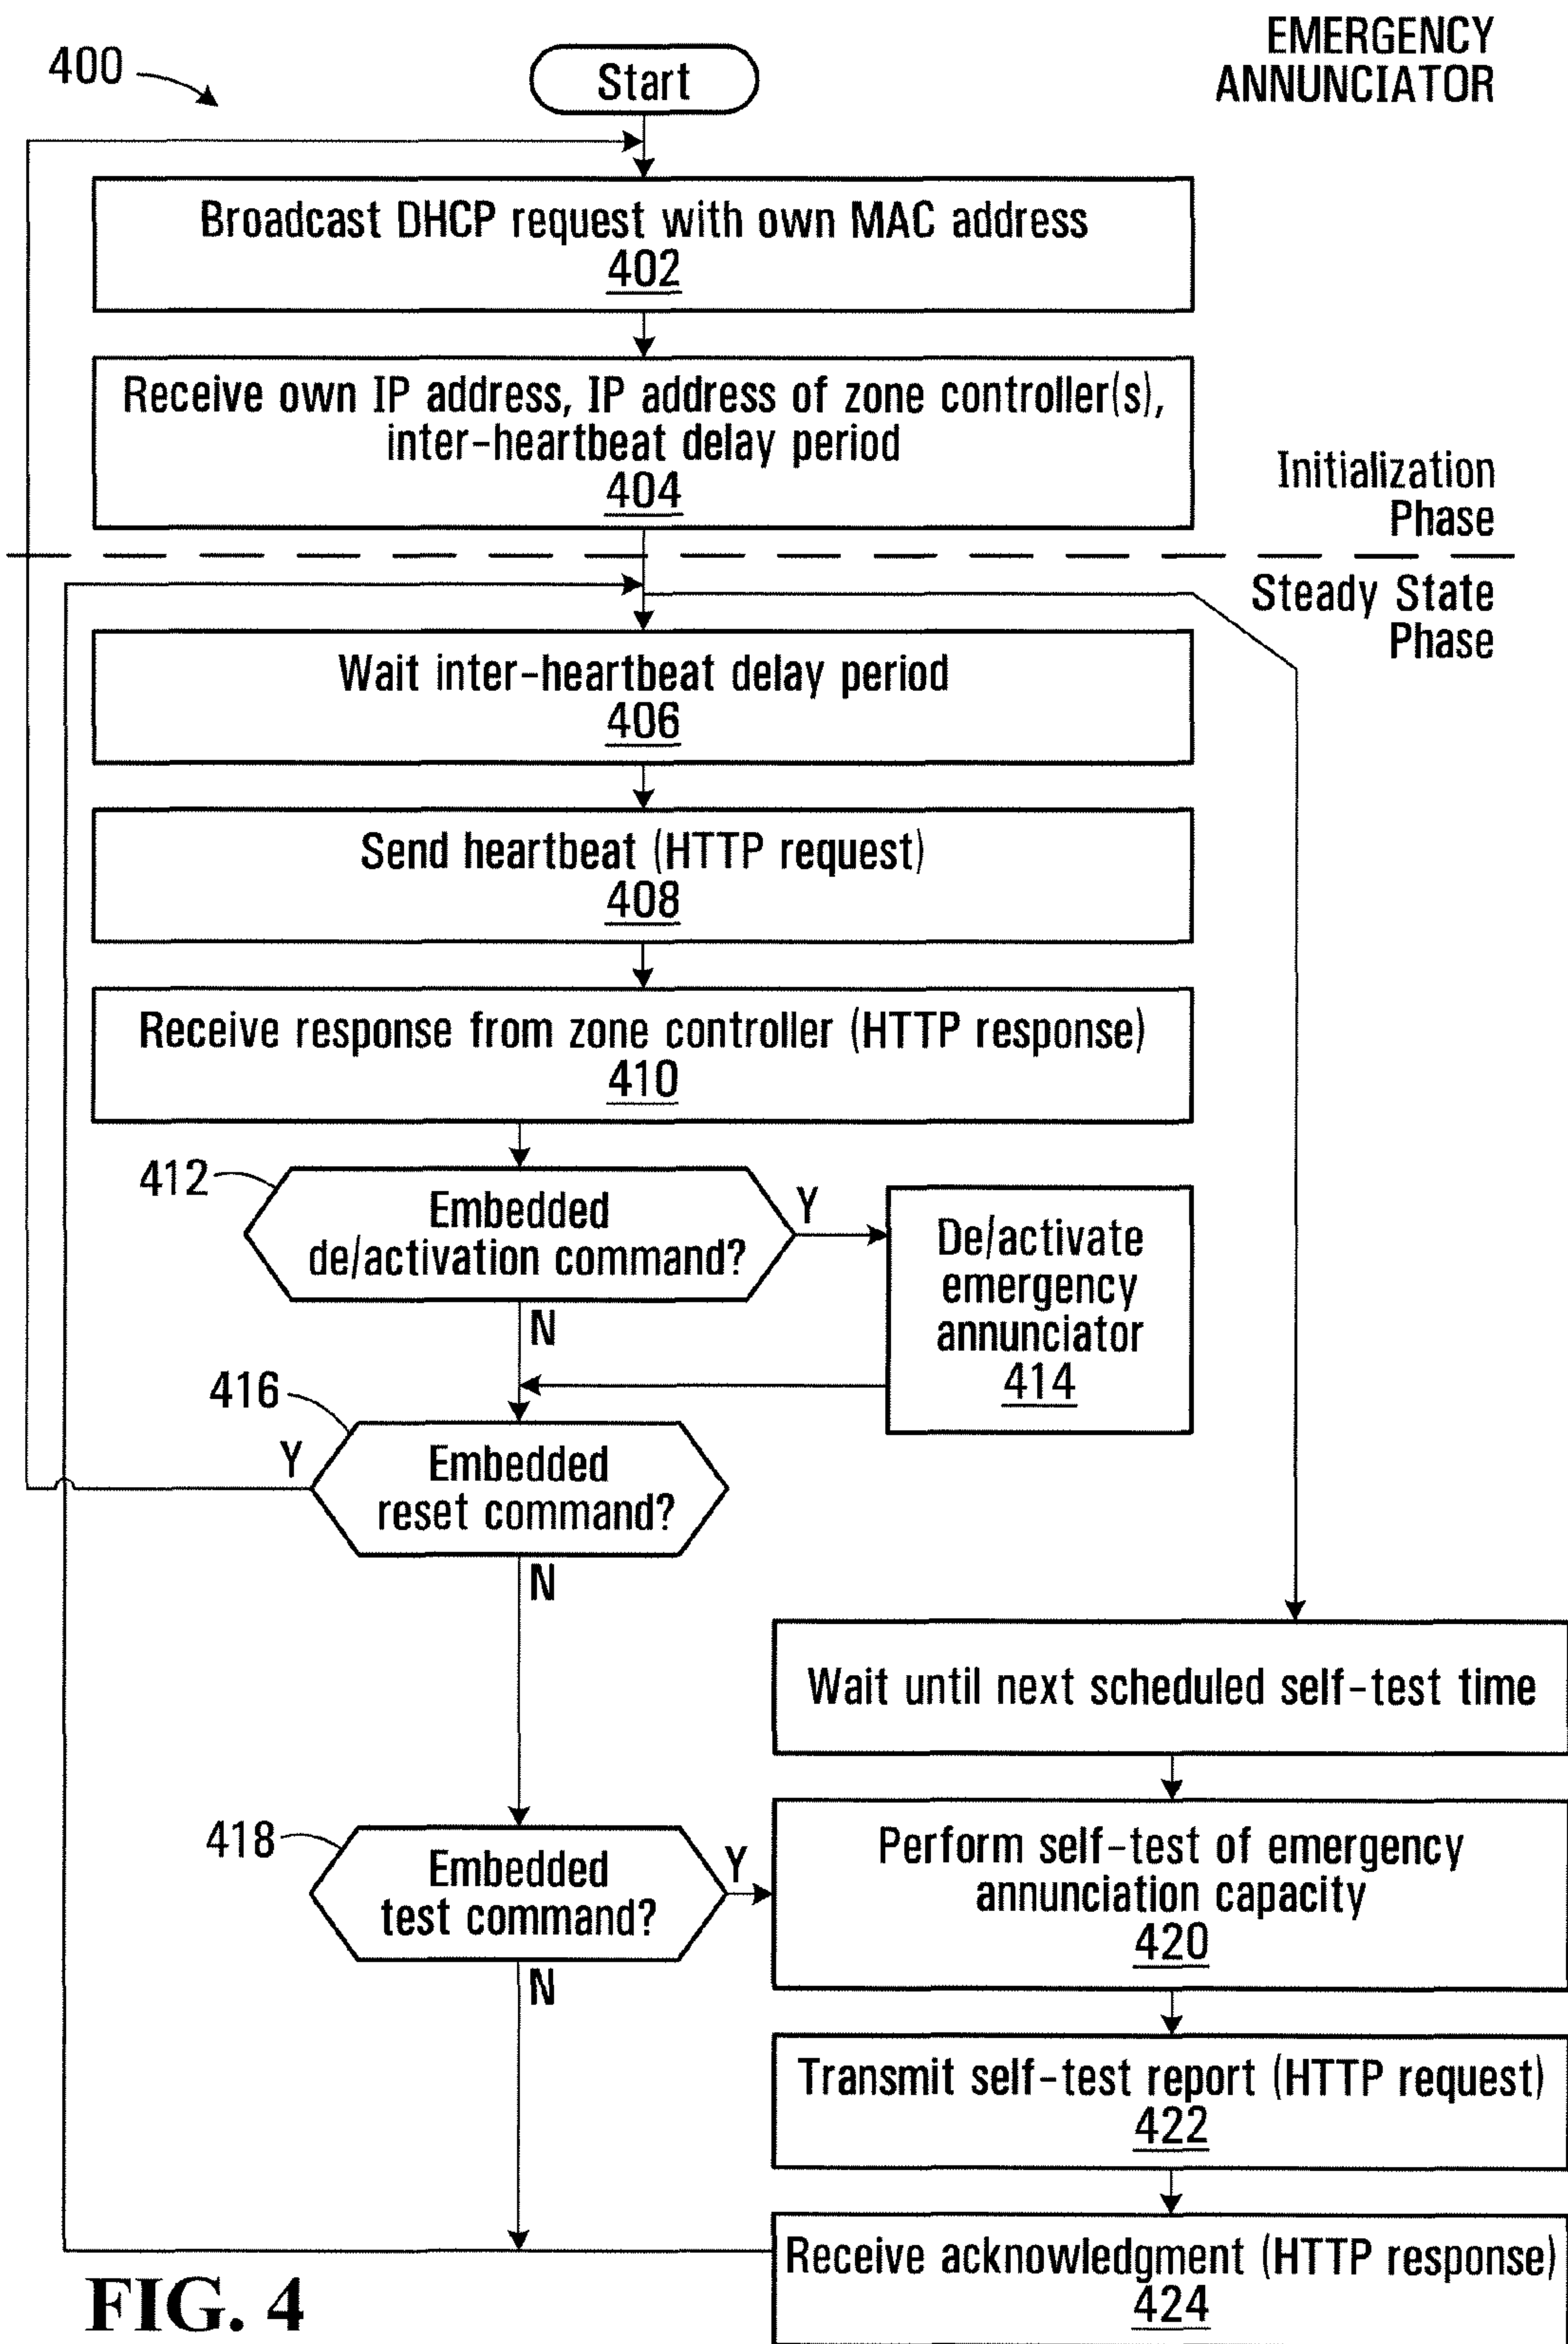 EMERGENCY
ANNUNCIATOR
400
Start
Broadcast DHCP request with own MAC address
402
Receive own IP address, IP address of zone controller(s),
inter-heartbeat delay period
404
Initialization
Phase
Steady State
Phase
Wait inter-heartbeat delay period
406
Send heartbeat (HTTP request)
408
Receive response from zone controller (HTTP response)
410
412
Embedded
de/activation command?
Y
N
De/activate
emergency
annunciator
414
416
Embedded
reset command?
Y
N
Wait until next scheduled self-test time
418
Embedded
test command?
Y
N
Perform self-test of emergency
annunciation capacity
420
Transmit self-test report (HTTP request)
422
Receive acknowledgment (HTTP response)
424
FIG. 4